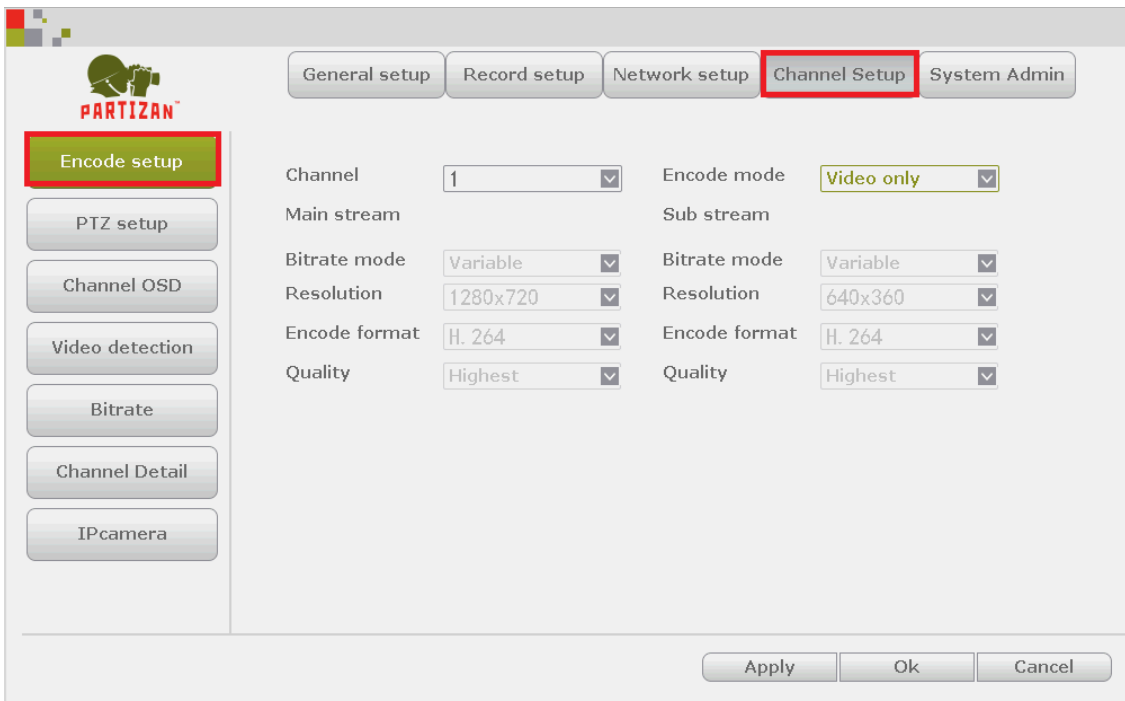 PARTIZAN™
General setup Record setup Network setup Channel Setup System Admin
Encode setup
PTZ setup
Channel OSD
Video detection
Bitrate
Channel Detail
IPcamera
Channel 1 Encode mode Video only
Main stream Sub stream
Bitrate mode Variable Bitrate mode Variable
Resolution 1280x720 Resolution 640x360
Encode format H. 264 Encode format H. 264
Quality Highest Quality Highest
Apply Ok Cancel